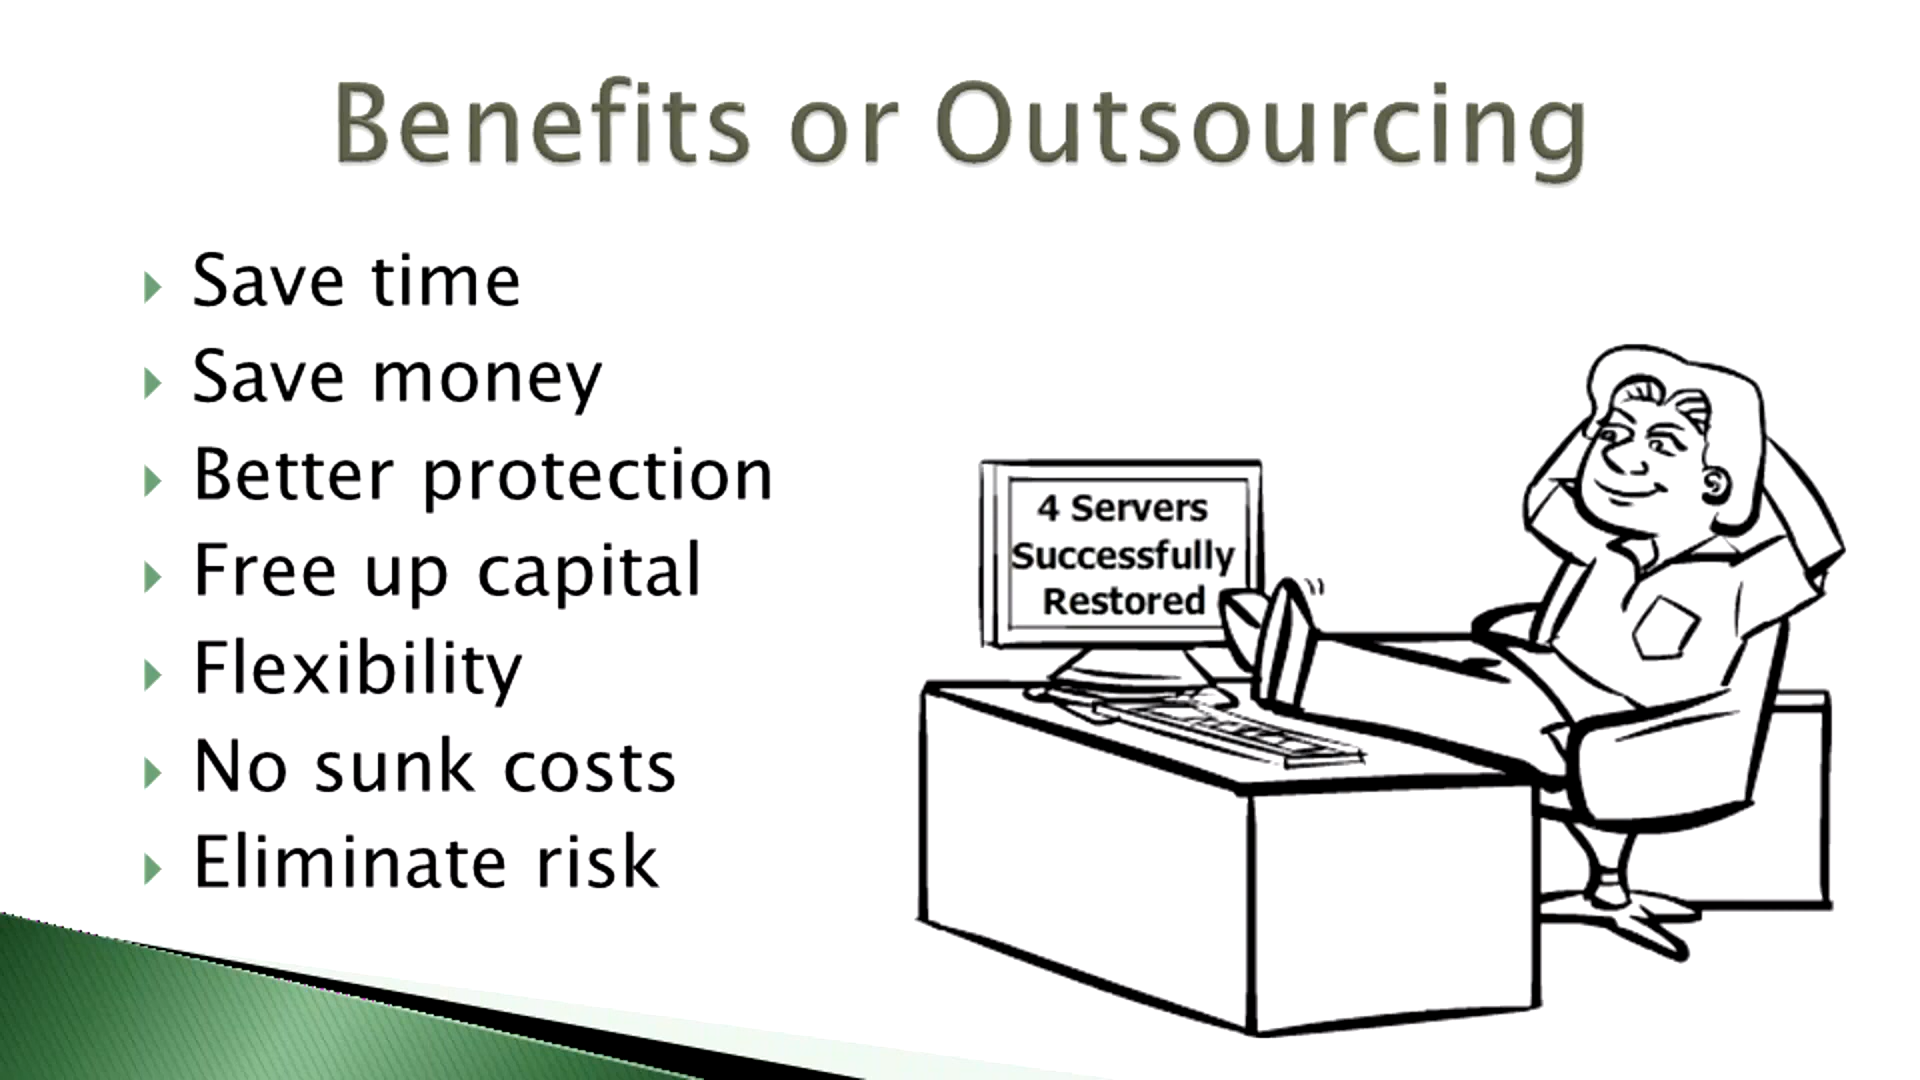 Benefits or Outsourcing
Save time
Save money
Better protection
Free up capital
Flexibility
No sunk costs
Eliminate risk
4 Servers
Successfully
Restored